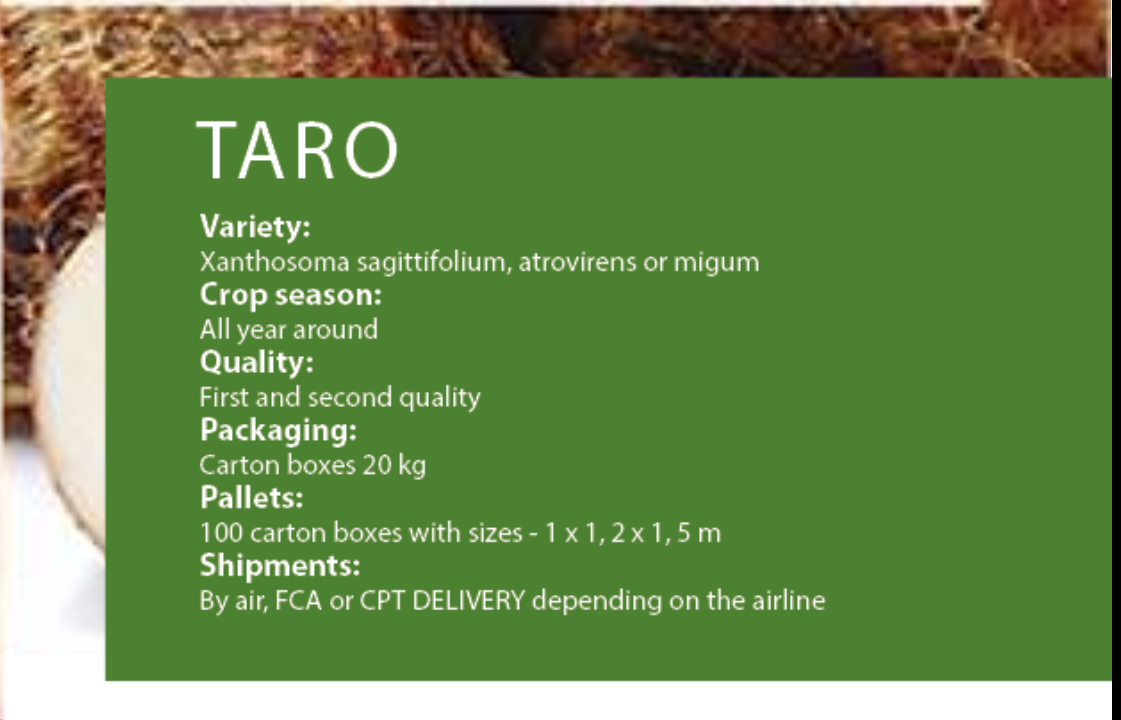 TARO
Variety:
Xanthosoma sagittifolium, atrovirens or migum
Crop season:
All year around
Quality:
First and second quality
Packaging:
Carton boxes 20 kg
Pallets:
100 carton boxes with sizes - 1 x 1, 2 x 1, 5 m
Shipments:
By air, FCA or CPT DELIVERY depending on the airline